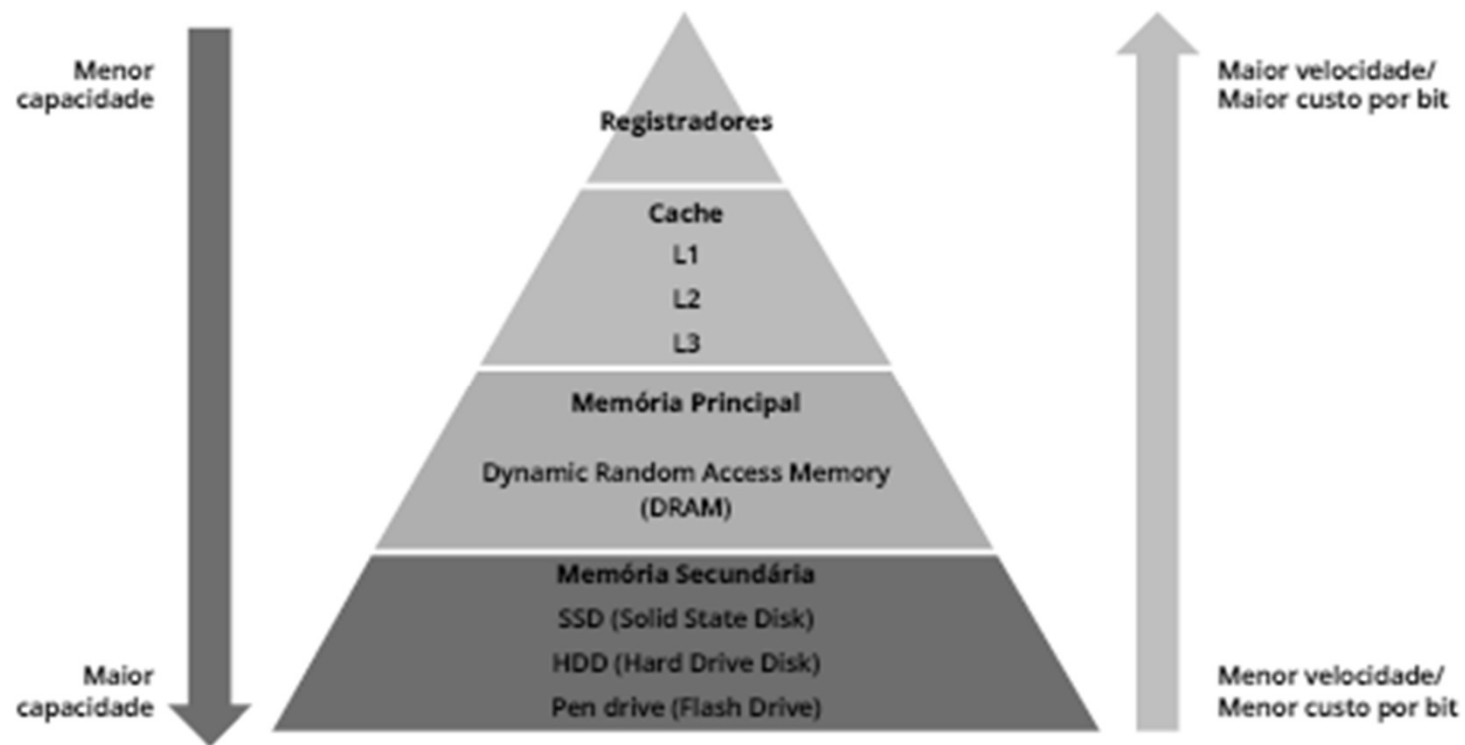 Menor
capacidade
Maior
capacidade
Registradores
Cache
L1
L2
L3
Memória Principal
Dynamic Random Access Memory
(DRAM)
Memória Secundária
SSD (Solid State Disk)
HDD (Hard Drive Disk)
Pen drive (Flash Drive)
Maior velocidade/
Maior custo por bit
Menor velocidade/
Menor custo por bit